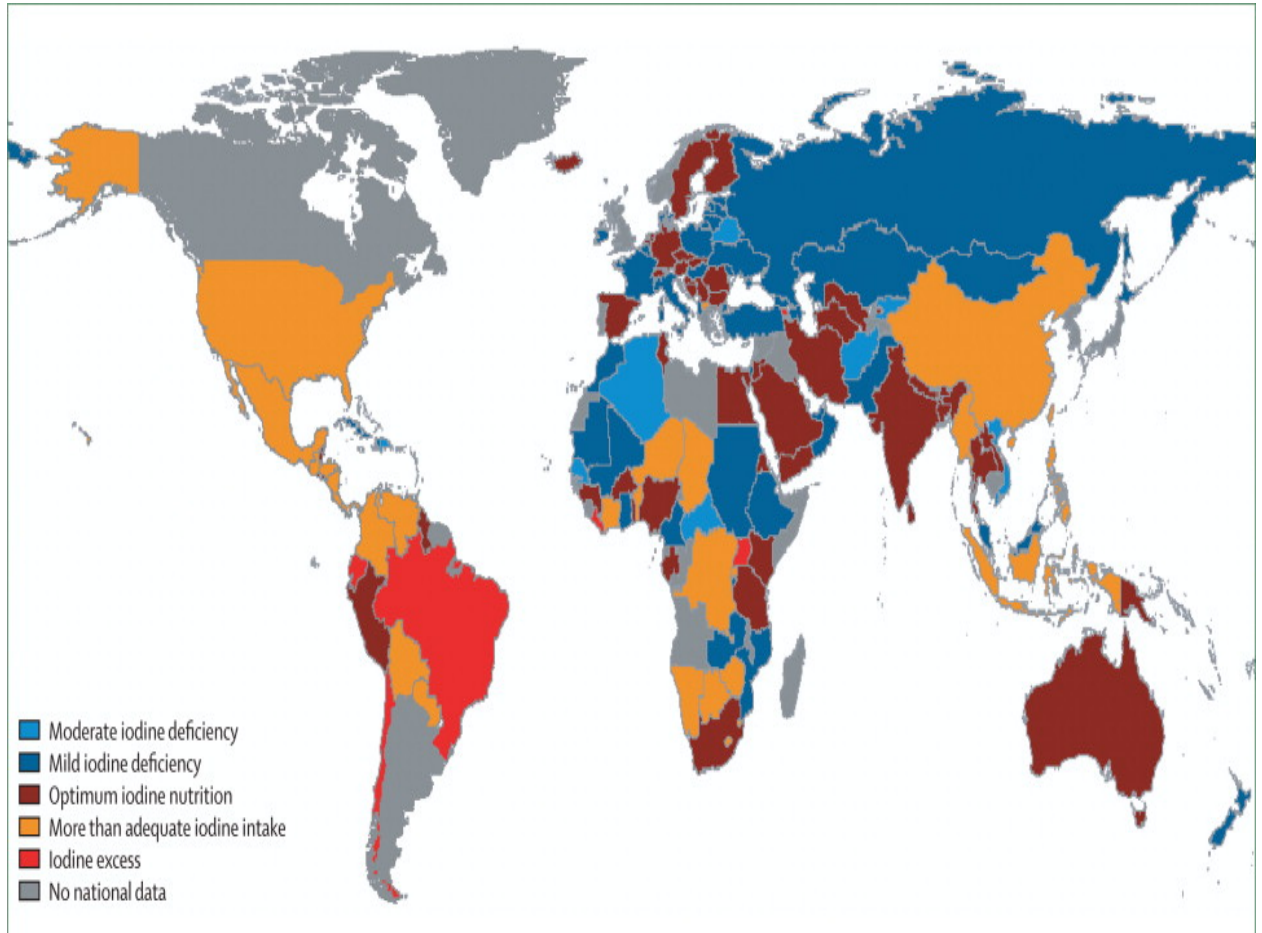 Moderate iodine deficiency
Mild iodine deficiency
Optimum iodine nutrition
More than adequate iodine intake
Iodine excess
No national data